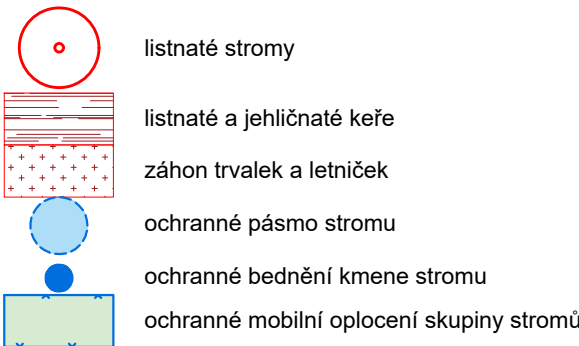 listnaté stromy
listnaté a jehličnaté keře
záhon trvalek a letniček
ochranné pásmo stromu
ochranné bednění kmene stromu
ochranné mobilní oplocení skupiny stromů